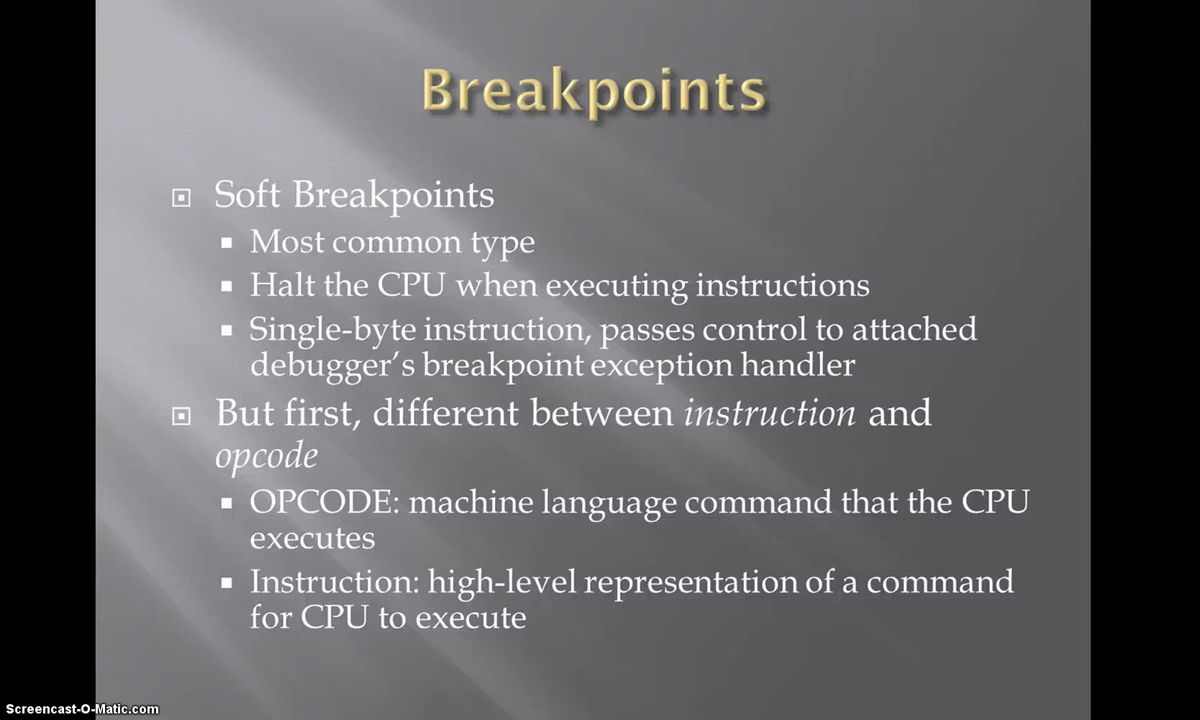 Breakpoints
Soft Breakpoints
Most common type
Halt the CPU when executing instructions
Single-byte instruction, passes control to attached
debugger's breakpoint exception handler
But first, different between instruction and
opcode
OPCODE: machine language command that the CPU
executes
Instruction: high-level representation of a command
for CPU to execute
Screencast-O-Matic.com